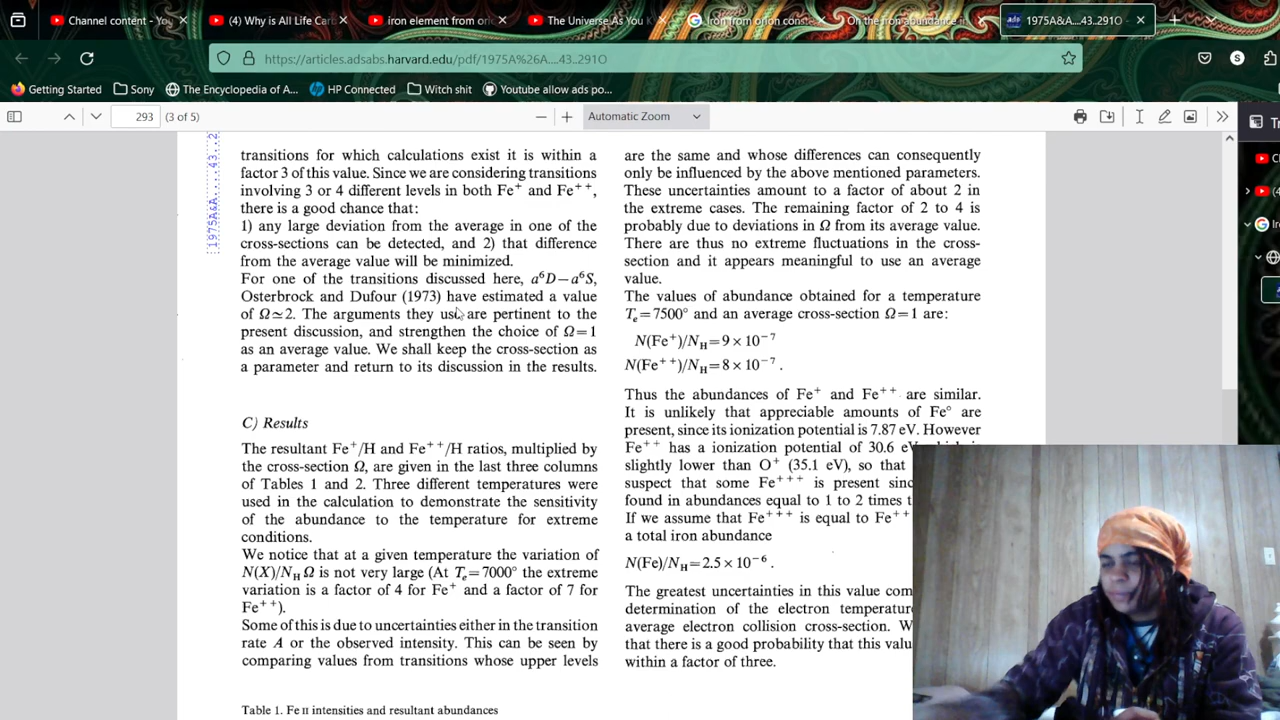 Channel content - You
(4) Why is All Life Car
iron element from ori
The Universe As You K
Iron from orion const
On the iron abundance in
1975A&A....43..291O
https://articles.adsabs.harvard.edu/pdf/1975A%26A....43..291O
Getting Started
Sony
The Encyclopedia of A...
HP Connected
Witch shit
Youtube allow ads po...
293 (3 of 5)
Automatic Zoom
1975A&A....43..2
transitions for which calculations exist it is within a
factor 3 of this value. Since we are considering transitions
involving 3 or 4 different levels in both Fe⁺ and Fe⁺⁺,
there is a good chance that:
1) any large deviation from the average in one of the
cross-sections can be detected, and 2) that difference
from the average value will be minimized.
For one of the transitions discussed here, a⁶D−a⁶S,
Osterbrock and Dufour (1973) have estimated a value
of Ω≃2. The arguments they use are pertinent to the
present discussion, and strengthen the choice of Ω=1
as an average value. We shall keep the cross-section as
a parameter and return to its discussion in the results.
C) Results
The resultant Fe⁺/H and Fe⁺⁺/H ratios, multiplied by
the cross-section Ω, are given in the last three columns
of Tables 1 and 2. Three different temperatures were
used in the calculation to demonstrate the sensitivity
of the abundance to the temperature for extreme
conditions.
We notice that at a given temperature the variation of
N(X)/N_H Ω is not very large (At T_e=7000° the extreme
variation is a factor of 4 for Fe⁺ and a factor of 7 for
Fe⁺⁺).
Some of this is due to uncertainties either in the transition
rate A or the observed intensity. This can be seen by
comparing values from transitions whose upper levels
are the same and whose differences can consequently
only be influenced by the above mentioned parameters.
These uncertainties amount to a factor of about 2 in
the extreme cases. The remaining factor of 2 to 4 is
probably due to deviations in Ω from its average value.
There are thus no extreme fluctuations in the cross-
section and it appears meaningful to use an average
value.
The values of abundance obtained for a temperature
T_e=7500° and an average cross-section Ω=1 are:
N(Fe⁺)/N_H=9×10⁻⁷
N(Fe⁺⁺)/N_H=8×10⁻⁷.
Thus the abundances of Fe⁺ and Fe⁺⁺ are similar.
It is unlikely that appreciable amounts of Fe° are
present, since its ionization potential is 7.87 eV. However
Fe⁺⁺ has a ionization potential of 30.6 eV
slightly lower than O⁺ (35.1 eV), so that
suspect that some Fe⁺⁺⁺ is present
found in abundances equal to 1 to 2 times
If we assume that Fe⁺⁺⁺ is equal to Fe⁺⁺
a total iron abundance
N(Fe)/N_H=2.5×10⁻⁶.
The greatest uncertainties in this value
determination of the electron temperature
average electron collision cross-section.
that there is a good probability that this
within a factor of three.
Table 1. Fe II intensities and resultant abundances